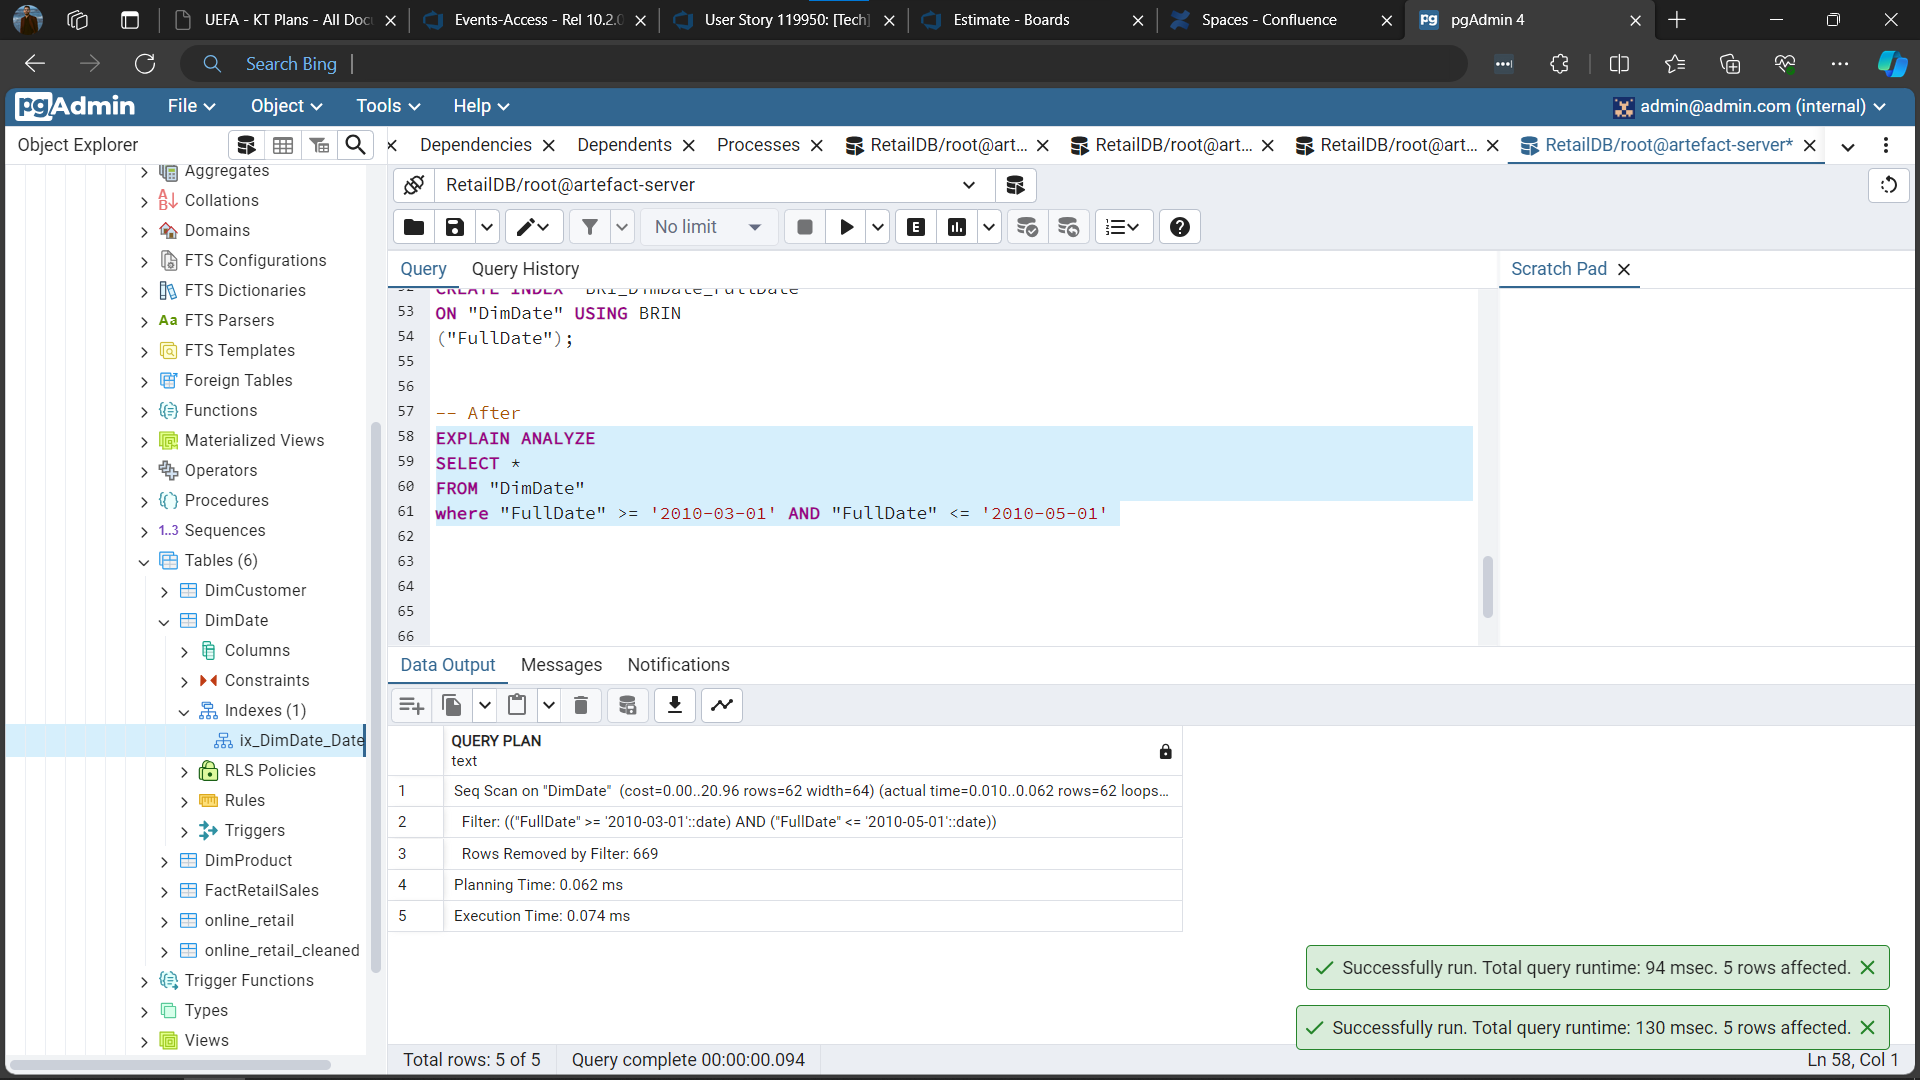 UEFA - KT Plans - All Doc
Events-Access - Rel 10.2.0
User Story 119950: [Tech]
Estimate - Boards
Spaces - Confluence
pgAdmin 4
Search Bing
pgAdmin
File
Object
Tools
Help
admin@admin.com (internal)
Object Explorer
Dependencies
Dependents
Processes
RetailDB/root@art...
RetailDB/root@art...
RetailDB/root@art...
RetailDB/root@artefact-server*
RetailDB/root@artefact-server
No limit
E
Query
Query History
Scratch Pad
Aggregates
Collations
Domains
FTS Configurations
FTS Dictionaries
Aa FTS Parsers
FTS Templates
Foreign Tables
Functions
Materialized Views
Operators
Procedures
1..3 Sequences
Tables (6)
DimCustomer
DimDate
Columns
Constraints
Indexes (1)
ix_DimDate_Date
RLS Policies
Rules
Triggers
DimProduct
FactRetailSales
online_retail
online_retail_cleaned
Trigger Functions
Types
Views
52 CREATE INDEX "BRI_DimDate_FullDate"
53 ON "DimDate" USING BRIN
54 ("FullDate");
55
56
57 -- After
58 EXPLAIN ANALYZE
59 SELECT *
60 FROM "DimDate"
61 where "FullDate" >= '2010-03-01' AND "FullDate" <= '2010-05-01'
62
63
64
65
66
Data Output
Messages
Notifications
QUERY PLAN
text
1 Seq Scan on "DimDate" (cost=0.00..20.96 rows=62 width=64) (actual time=0.010..0.062 rows=62 loops...
2 Filter: (("FullDate" >= '2010-03-01'::date) AND ("FullDate" <= '2010-05-01'::date))
3 Rows Removed by Filter: 669
4 Planning Time: 0.062 ms
5 Execution Time: 0.074 ms
Successfully run. Total query runtime: 94 msec. 5 rows affected.
Successfully run. Total query runtime: 130 msec. 5 rows affected.
Total rows: 5 of 5
Query complete 00:00:00.094
Ln 58, Col 1